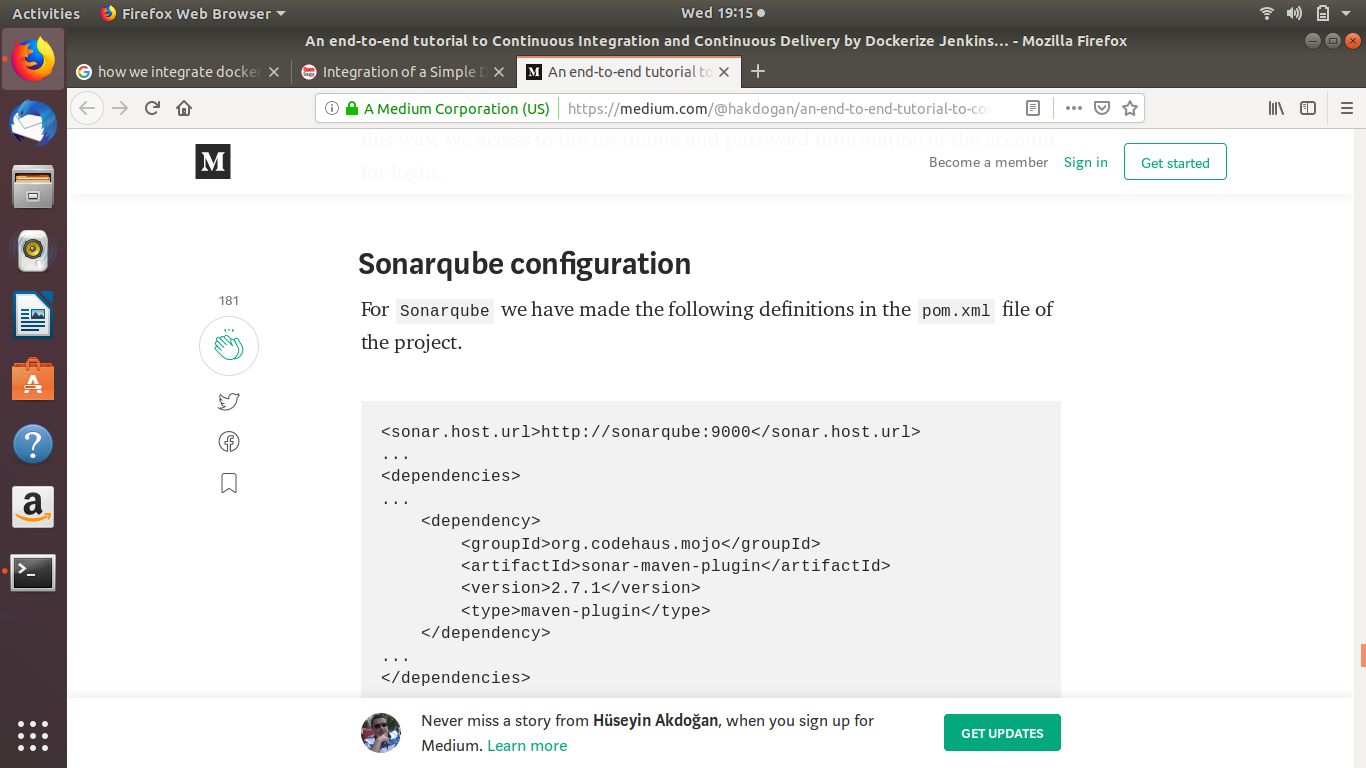 Activities
Firefox Web Browser
Wed 19:15
An end-to-end tutorial to Continuous Integration and Continuous Delivery by Dockerize Jenkins… - Mozilla Firefox
how we integrate docker
Integration of a Simple D
An end-to-end tutorial to
A Medium Corporation (US)
https://medium.com/@hakdogan/an-end-to-end-tutorial-to-co
this way, we access to the username and password information of the account
for login.
M
Become a member
Sign in
Get started
Sonarqube configuration
For Sonarqube we have made the following definitions in the pom.xml file of
the project.
181
<sonar.host.url>http://sonarqube:9000</sonar.host.url>
...
<dependencies>
...
<dependency>
<groupId>org.codehaus.mojo</groupId>
<artifactId>sonar-maven-plugin</artifactId>
<version>2.7.1</version>
<type>maven-plugin</type>
</dependency>
...
</dependencies>
Never miss a story from Hüseyin Akdoğan, when you sign up for
Medium. Learn more
GET UPDATES